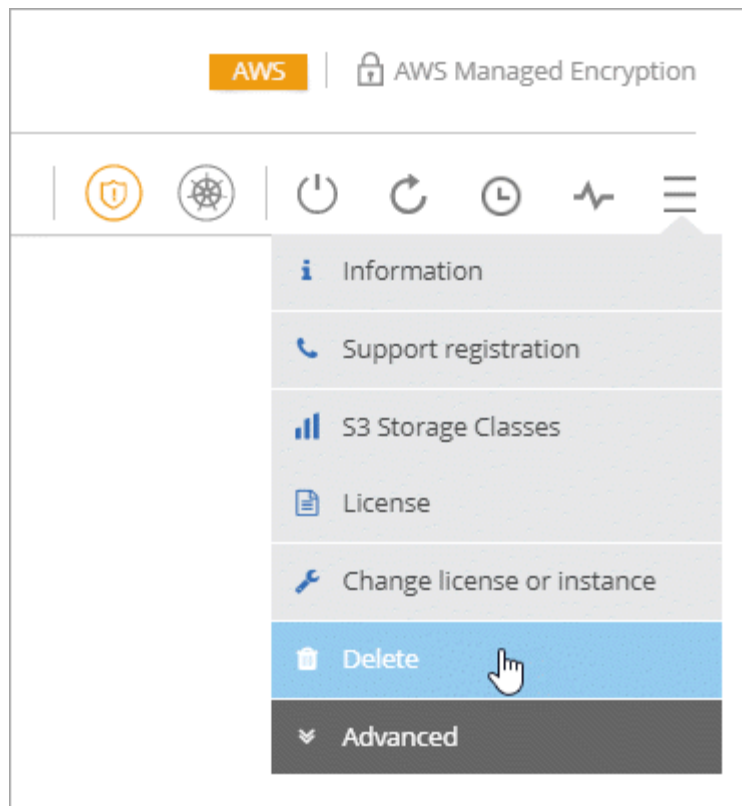 AWS
AWS Managed Encryption
Information
Support registration
S3 Storage Classes
License
Change license or instance
Delete
Advanced